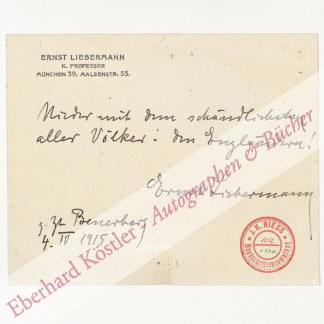 ERNST LIEBERMANN
K. PROFESSOR
MÜNCHEN 39. MALSENSTR. 55.
Nieder mit dem schändlichsten
aller Völker: den Engländern!
Ernst Liebermann
z. Zt. Benerberg
4. IV 1915
J.K. RIESS
Eberhard Köstler Autographen & Bücher